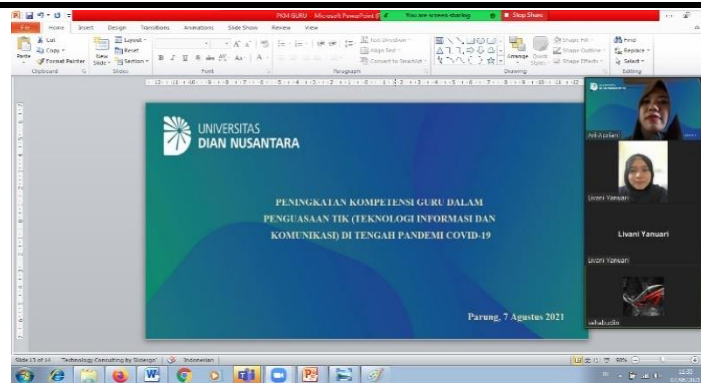 PKM GURU - Microsoft PowerPoint
You are screen sharing
Stop Share
File
Home
Insert
Design
Transitions
Animations
Slide Show
Review
View
Cut
Copy
Format Painter
Paste
Clipboard
New
Slide
Layout
Reset
Section
Slides
Font
Text Direction
Align Text
Convert to SmartArt
Paragraph
Arrange
Quick
Styles
Shape Fill
Shape Outline
Shape Effects
Drawing
Find
Replace
Select
Editing
UNIVERSITAS
DIAN NUSANTARA
PENINGKATAN KOMPETENSI GURU DALAM
PENGUASAAN TIK (TEKNOLOGI INFORMASI DAN
KOMUNIKASI) DI TENGAH PANDEMI COVID-19
Parung, 7 Agustus 2021
Livani Yanuari
Livani Yanuari
Livani Yanuari
sehabudin
Slide 13 of 14
Technology Consulting by Slidesgo
Indonesian